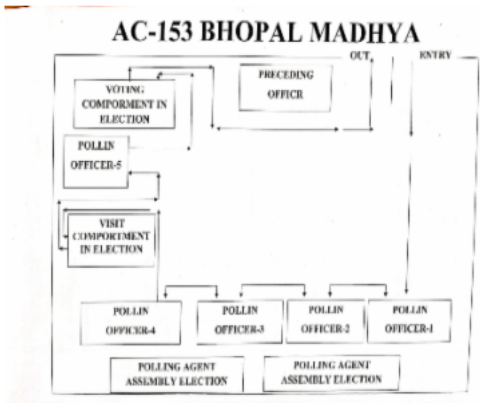 AC-153 BHOPAL MADHYA
OUT
ENTRY
VOTING
COMPORMENT IN
ELECTION
PRECEDING
OFFICR
POLLIN
OFFICER-5
VISIT
COMPORTMENT
IN ELECTION
POLLIN
OFFICER-4
POLLIN
OFFICER-3
POLLIN
OFFICER-2
POLLIN
OFFICER-1
POLLING AGENT
ASSEMBLY ELECTION
POLLING AGENT
ASSEMBLY ELECTION